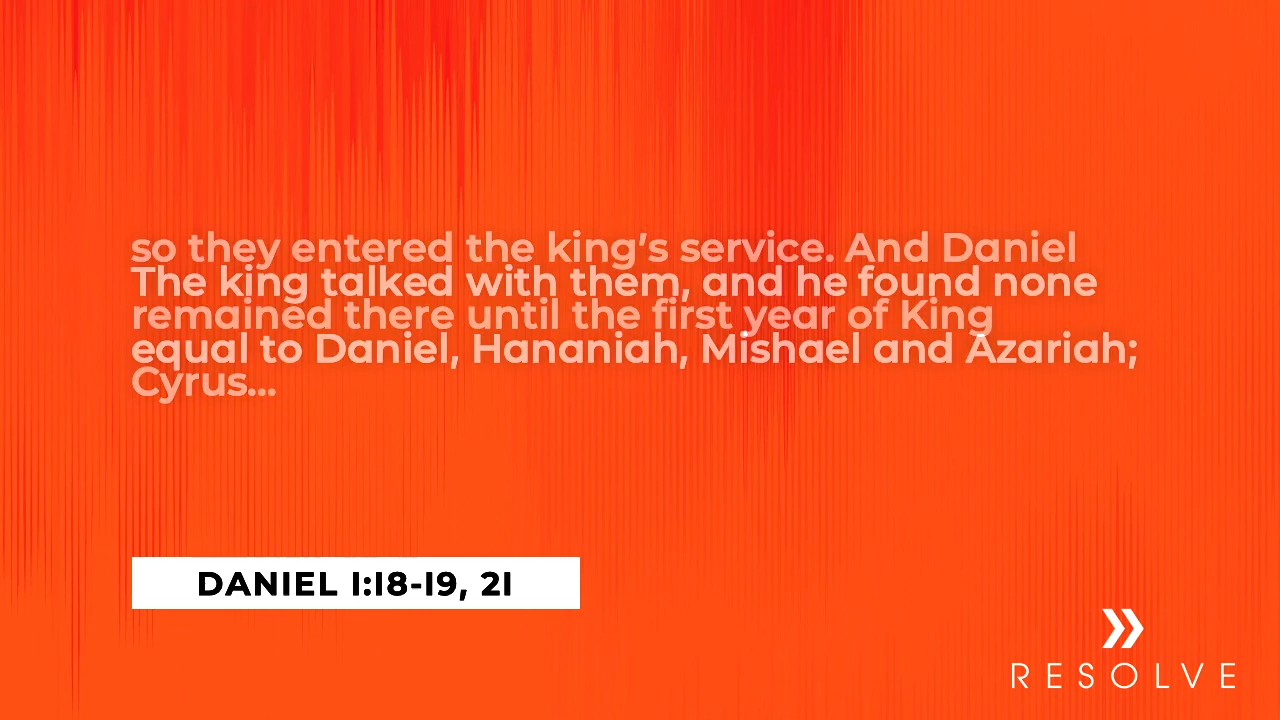 so they entered the king's service. And Daniel
The king talked with them, and he found none
remained there until the first year of King
equal to Daniel, Hananiah, Mishael and Azariah;
Cyrus...
DANIEL 1:18-19, 21
RESOLVE